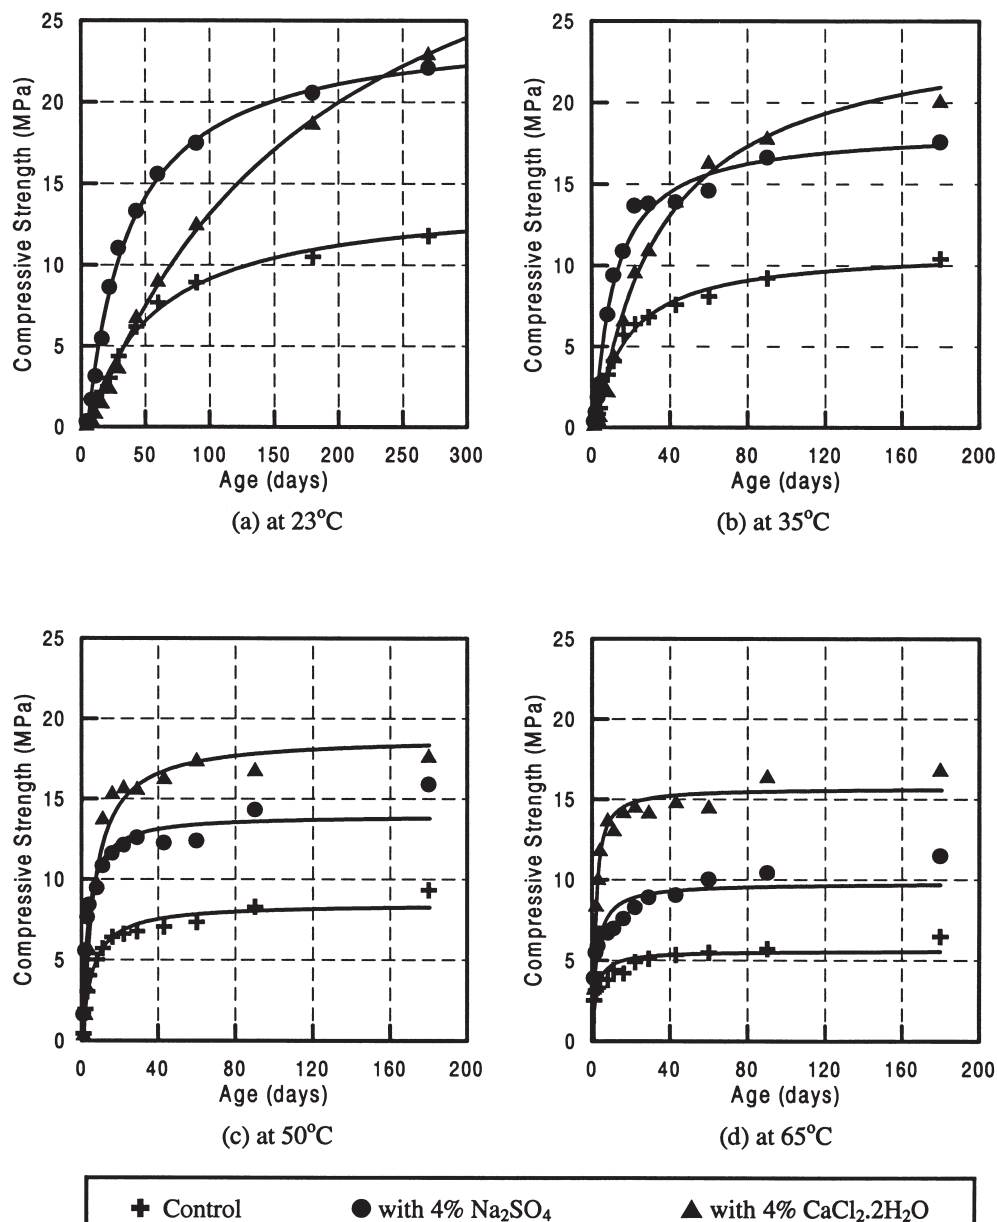 Compressive Strength (MPa)
25
20
15
10
5
0
0 50 100 150 200 250 300
Age (days)
(a) at 23°C
Compressive Strength (MPa)
25
20
15
10
5
0
0 40 80 120 160 200
Age (days)
(b) at 35°C
Compressive Strength (MPa)
25
20
15
10
5
0
0 40 80 120 160 200
Age (days)
(c) at 50°C
Compressive Strength (MPa)
25
20
15
10
5
0
0 40 80 120 160 200
Age (days)
(d) at 65°C
Control with 4% Na₂SO₄ with 4% CaCl₂.2H₂O